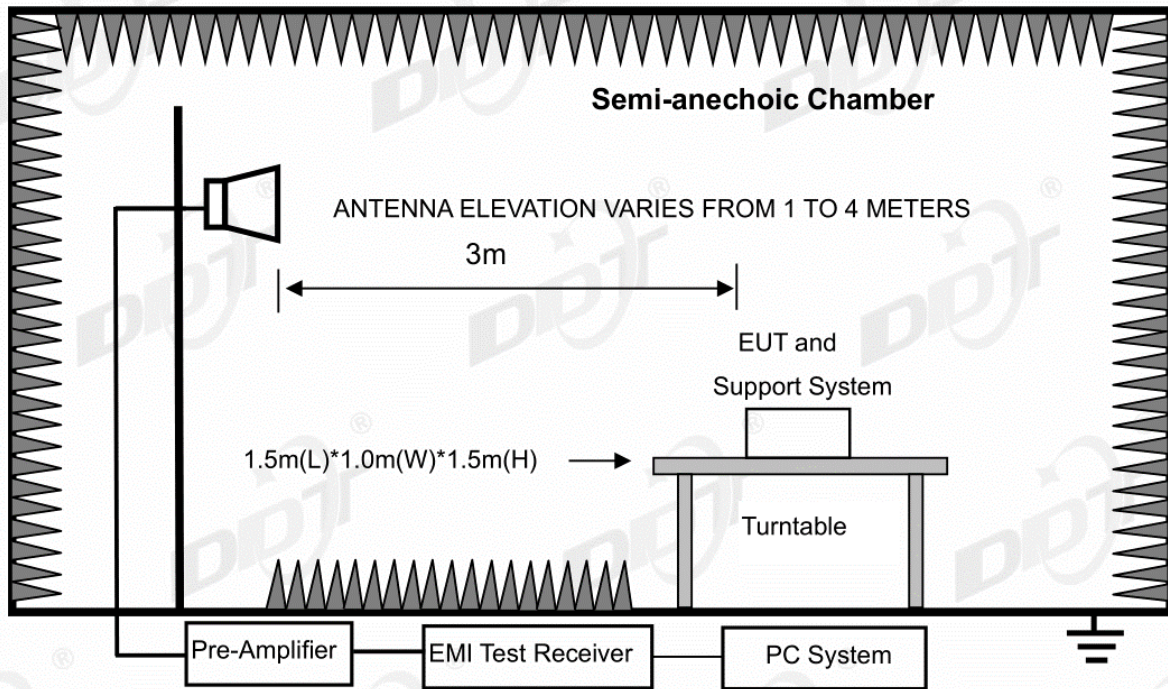 Semi-anechoic Chamber
ANTENNA ELEVATION VARIES FROM 1 TO 4 METERS
3m
EUT and
Support System
1.5m(L)*1.0m(W)*1.5m(H)
Turntable
Pre-Amplifier
EMI Test Receiver
PC System
DDT
®